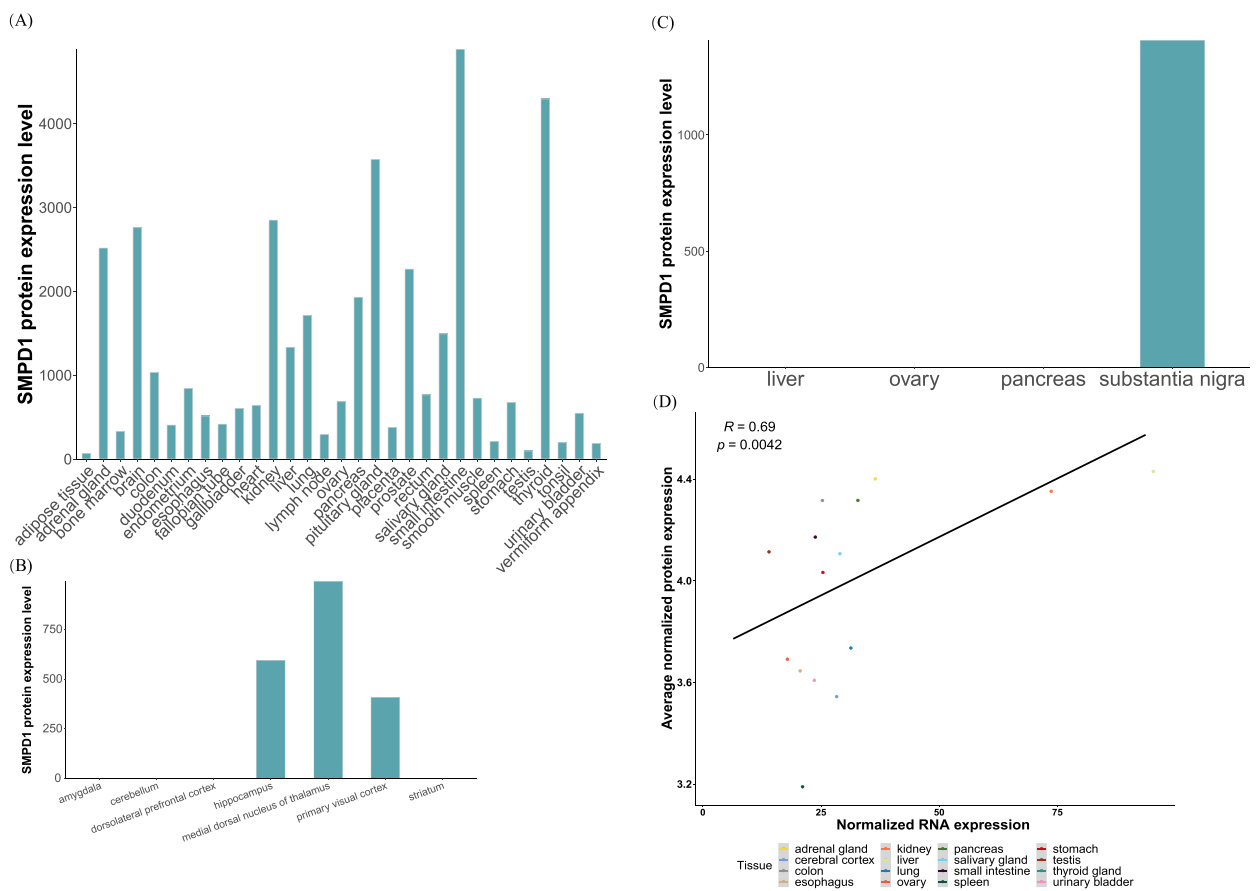 (A)
SMPD1 protein expression level
4000
3000
2000
1000
0
adipose tissue
adrenal gland
bone marrow
brain
colon
duodenum
endometrium
esophagus
fallopian tube
gallbladder
heart
kidney
liver
lung
lymph node
ovary
pancreas
pituitary gland
placenta
prostate
rectum
salivary gland
small intestine
smooth muscle
spleen
stomach
testis
thyroid
tonsil
urinary bladder
vermiform appendix
(B)
SMPD1 protein expression level
750
500
250
0
amygdala
cerebellum
dorsolateral prefrontal cortex
hippocampus
medial dorsal nucleus of thalamus
primary visual cortex
striatum
(C)
SMPD1 protein expression level
1000
500
0
liver ovary pancreas substantia nigra
(D)
R = 0.69
p = 0.0042
Average normalized protein expression
4.4
4.0
3.6
3.2
0 25 50 75
Normalized RNA expression
Tissue
adrenal gland kidney pancreas stomach
cerebral cortex liver salivary gland testis
colon lung small intestine thyroid gland
esophagus ovary spleen urinary bladder